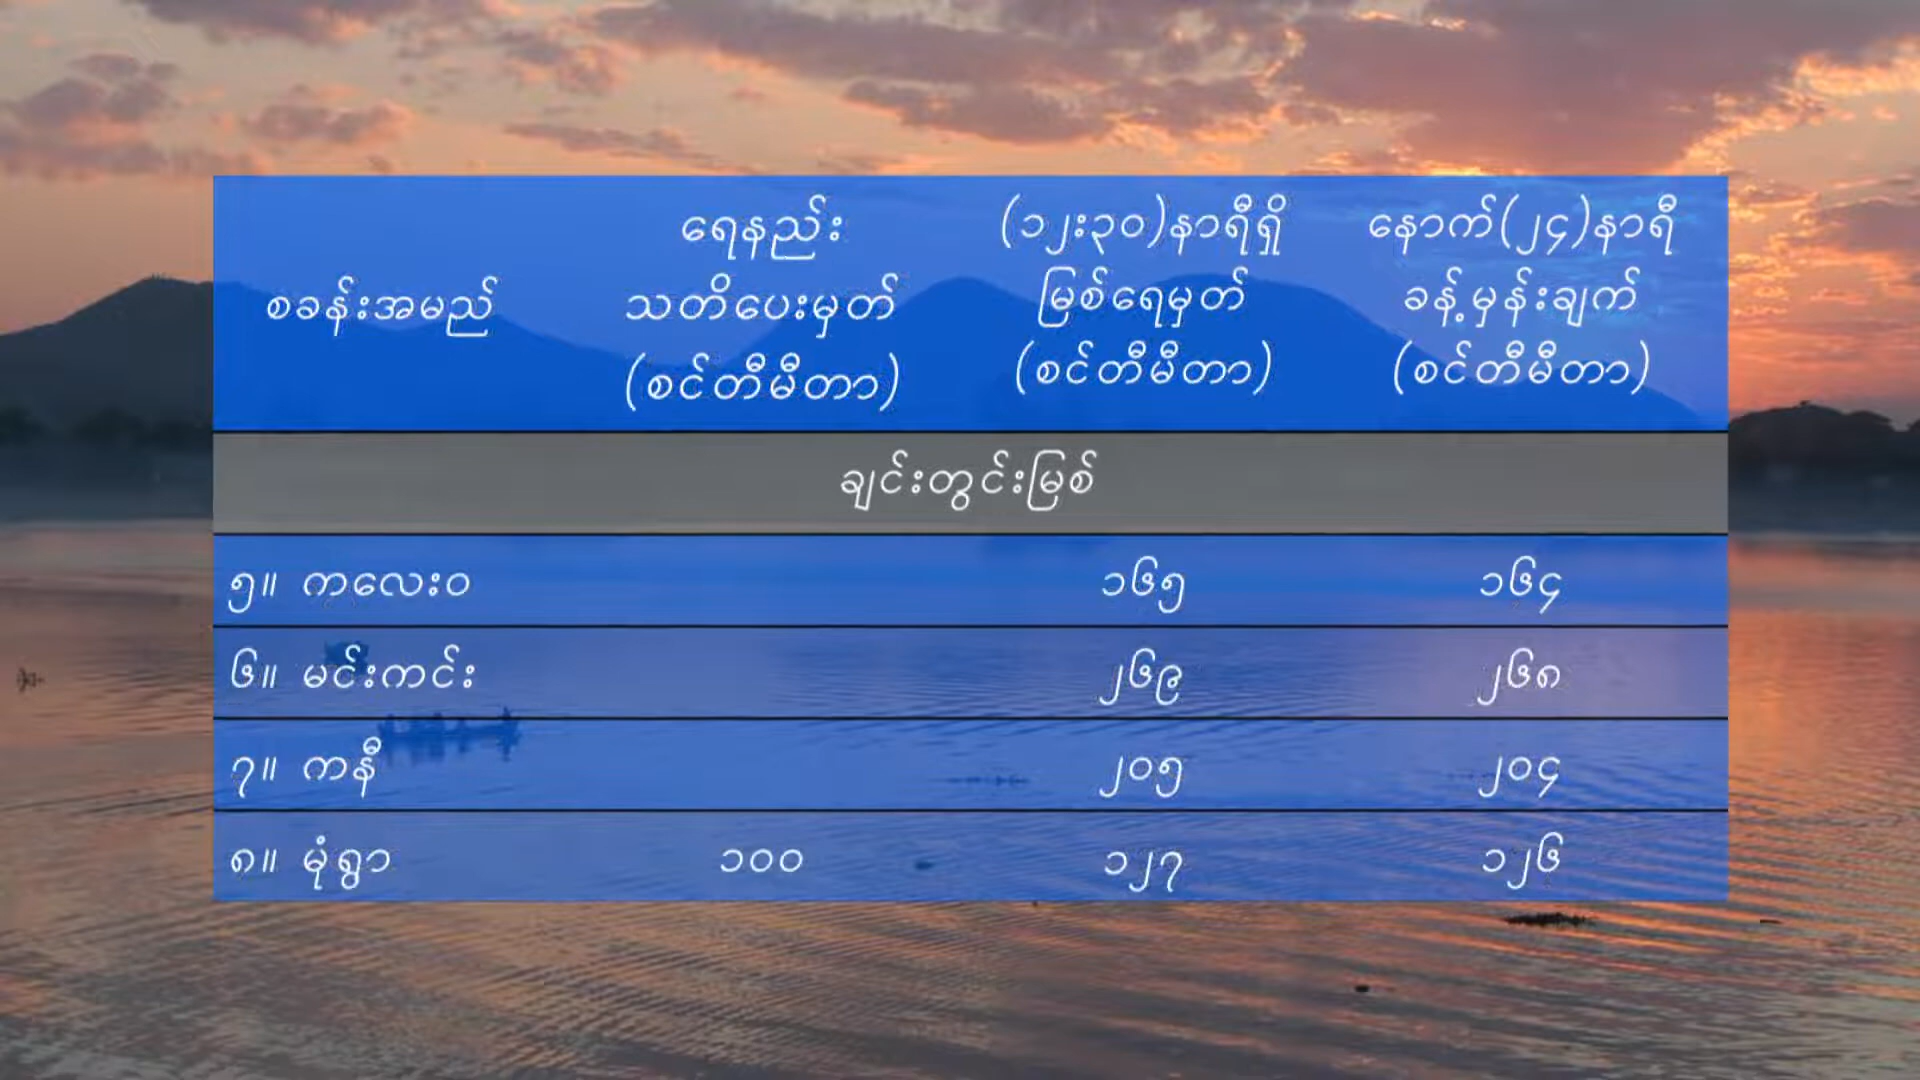 စခန်းအမည်
ရေနည်း
သတိပေးမှတ်
(စင်တီမီတာ)
(၁၂း၃၀)နာရီရှိ
မြစ်ရေမှတ်
(စင်တီမီတာ)
နောက်(၂၄)နာရီ
ခန့်မှန်းချက်
(စင်တီမီတာ)
ချင်းတွင်းမြစ်
၅။ ကလေးဝ ၁၆၅ ၁၆၄
၆။ မင်းကင်း ၂၆၉ ၂၆၈
၇။ ကနီ ၂၀၅ ၂၀၄
၈။ မုံရွာ ၁၀၀ ၁၂၇ ၁၂၆